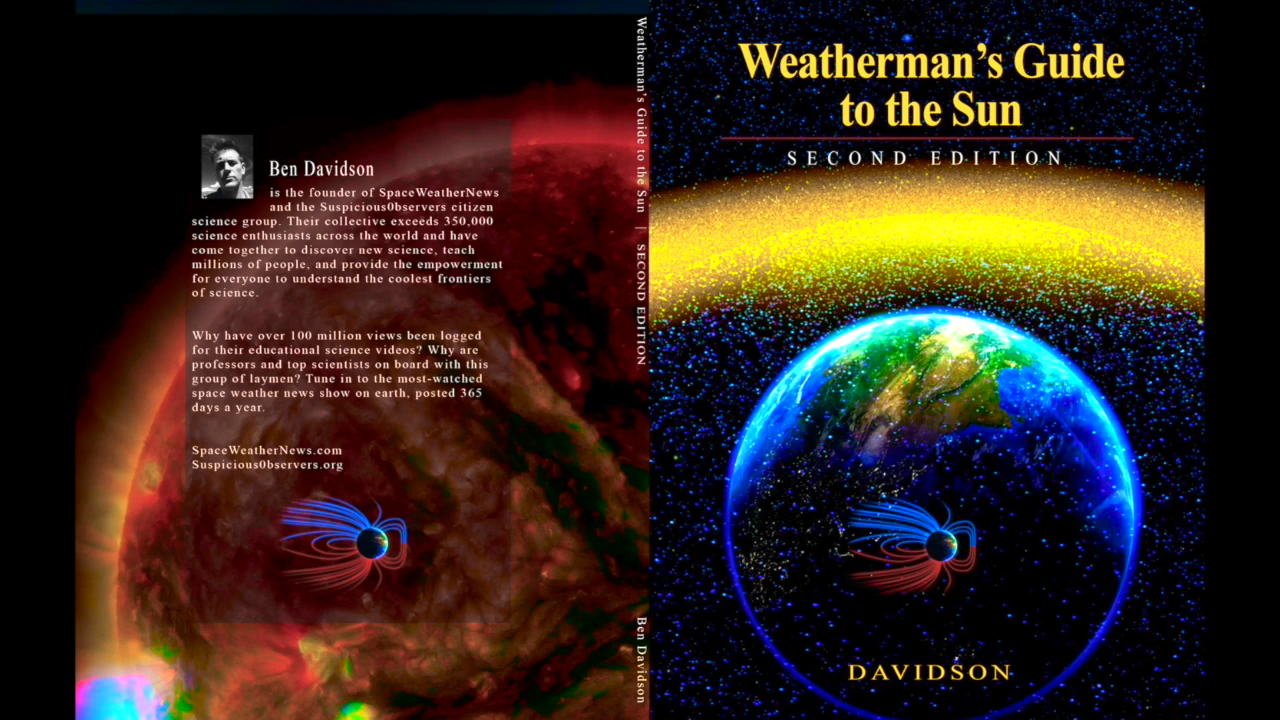 Ben Davidson
is the founder of SpaceWeatherNews
and the Suspicious0bservers citizen
science group. Their collective exceeds 350,000
science enthusiasts across the world and have
come together to discover new science, teach
millions of people, and provide the empowerment
for everyone to understand the coolest frontiers
of science.
Why have over 100 million views been logged
for their educational science videos? Why are
professors and top scientists on board with this
group of laymen? Tune in to the most-watched
space weather news show on earth, posted 365
days a year.
SpaceWeatherNews.com
Suspicious0bservers.org
Weatherman's Guide to the Sun | SECOND EDITION
Ben Davidson
Weatherman's Guide
to the Sun
SECOND EDITION
DAVIDSON